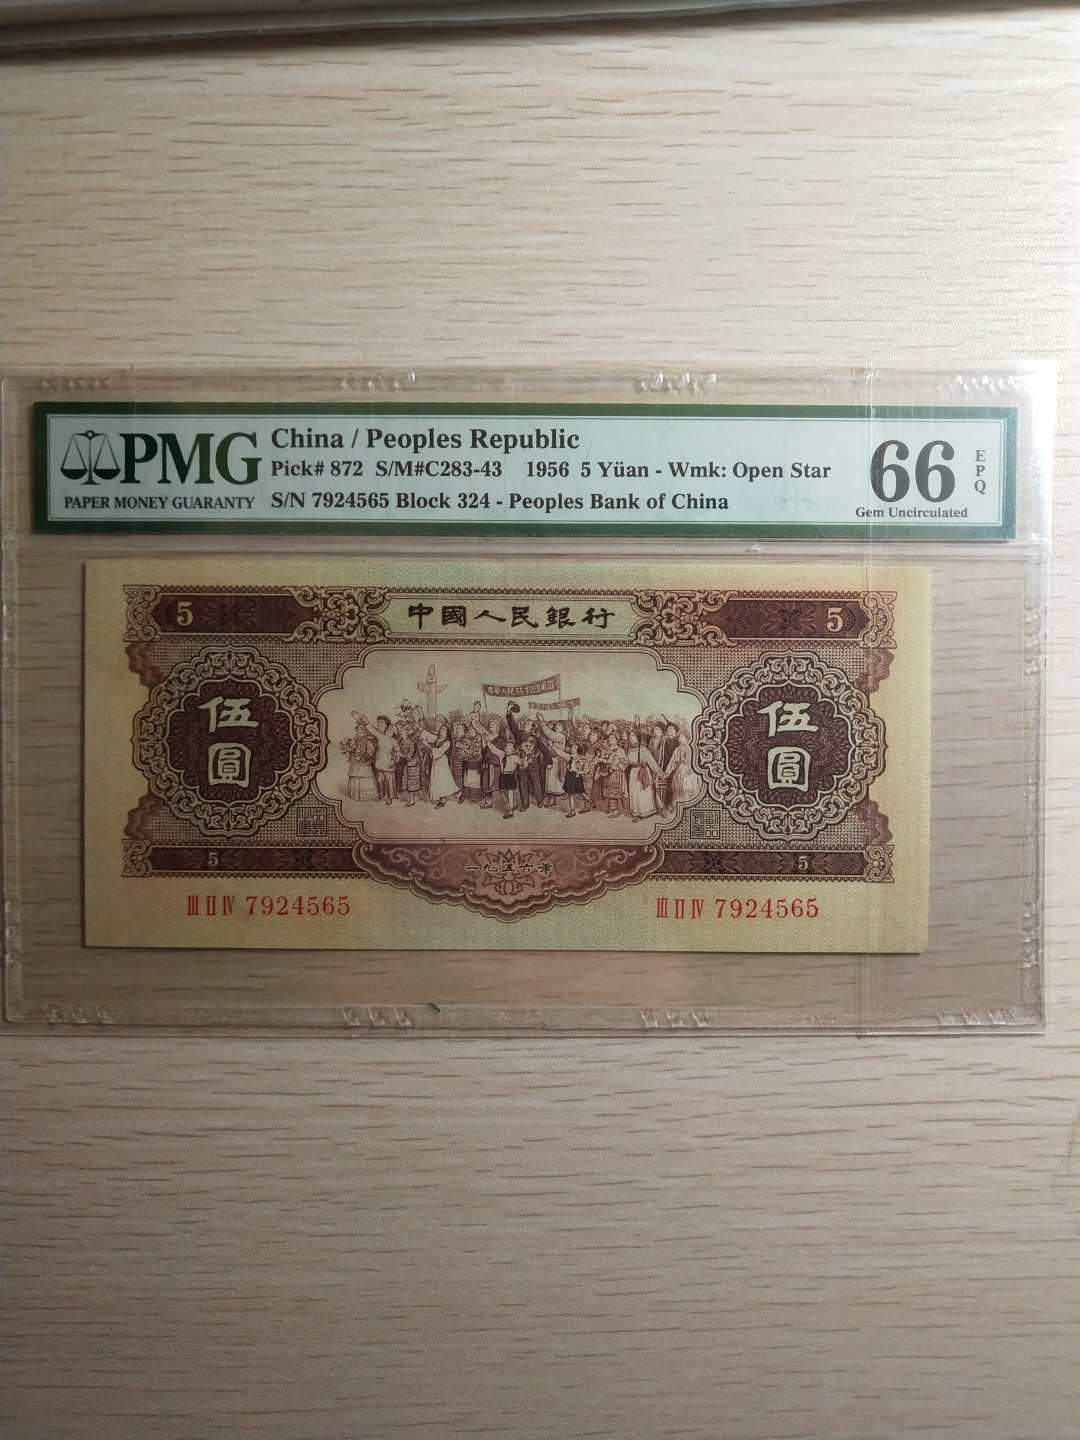 PMG
PAPER MONEY GUARANTY
China / Peoples Republic
Pick# 872 S/M#C283-43 1956 5 Yüan - Wmk: Open Star
S/N 7924565 Block 324 - Peoples Bank of China
66
EPQ
Gem Uncirculated
5 中國人民銀行 5
伍圓
伍圓
5 一九五六年 5
III II IV 7924565 III II IV 7924565